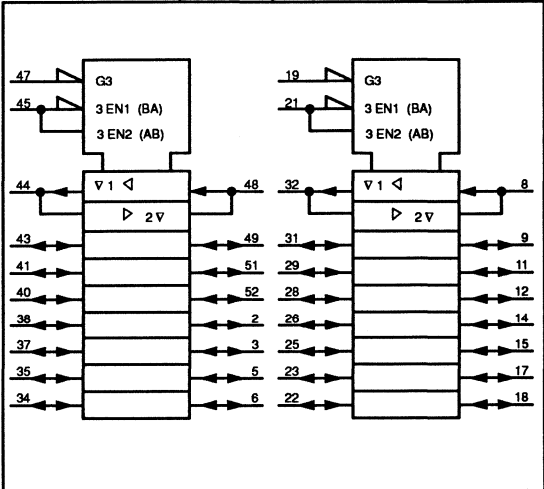 47 G3 19 G3
45 3 EN1 (BA) 21 3 EN1 (BA)
3 EN2 (AB) 3 EN2 (AB)
44 ▽ 1 ◁ 48 32 ▽ 1 ◁ 8
▷ 2 ▽ ▷ 2 ▽
43 49 31 9
41 51 29 11
40 52 28 12
38 2 26 14
37 3 25 15
35 5 23 17
34 6 22 18